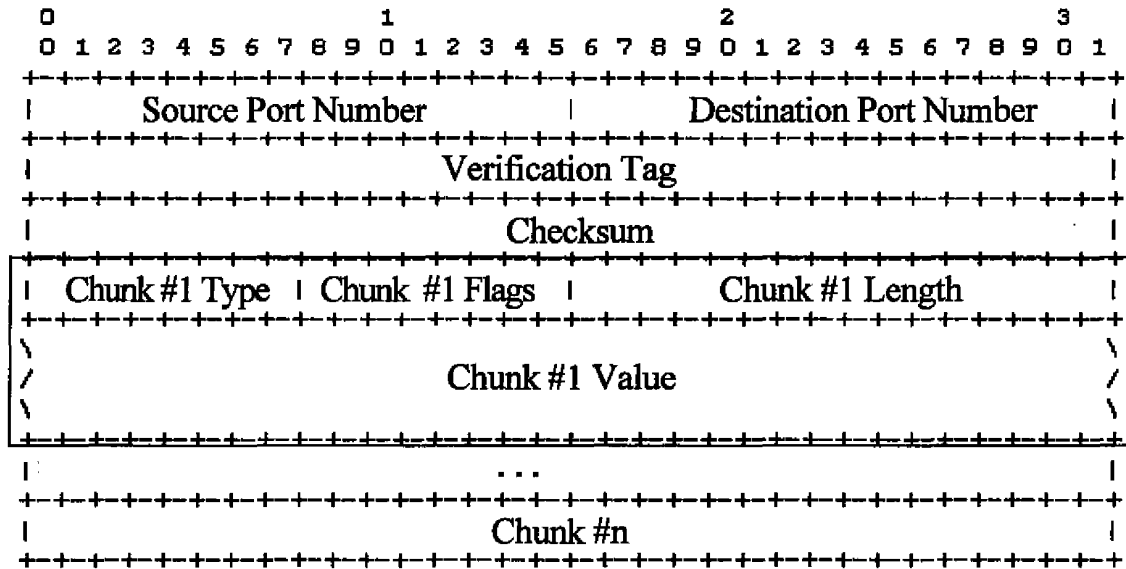 0 1 2 3
0 1 2 3 4 5 6 7 8 9 0 1 2 3 4 5 6 7 8 9 0 1 2 3 4 5 6 7 8 9 0 1
+-+-+-+-+-+-+-+-+-+-+-+-+-+-+-+-+-+-+-+-+-+-+-+-+-+-+-+-+-+-+-+-+
| Source Port Number | Destination Port Number |
+-+-+-+-+-+-+-+-+-+-+-+-+-+-+-+-+-+-+-+-+-+-+-+-+-+-+-+-+-+-+-+-+
| Verification Tag |
+-+-+-+-+-+-+-+-+-+-+-+-+-+-+-+-+-+-+-+-+-+-+-+-+-+-+-+-+-+-+-+-+
| Checksum |
+-+-+-+-+-+-+-+-+-+-+-+-+-+-+-+-+-+-+-+-+-+-+-+-+-+-+-+-+-+-+-+-+
| Chunk #1 Type | Chunk #1 Flags | Chunk #1 Length |
+-+-+-+-+-+-+-+-+-+-+-+-+-+-+-+-+-+-+-+-+-+-+-+-+-+-+-+-+-+-+-+-+
\ \
/ Chunk #1 Value /
\ \
+-+-+-+-+-+-+-+-+-+-+-+-+-+-+-+-+-+-+-+-+-+-+-+-+-+-+-+-+-+-+-+-+
| ... |
+-+-+-+-+-+-+-+-+-+-+-+-+-+-+-+-+-+-+-+-+-+-+-+-+-+-+-+-+-+-+-+-+
| Chunk #n |
+-+-+-+-+-+-+-+-+-+-+-+-+-+-+-+-+-+-+-+-+-+-+-+-+-+-+-+-+-+-+-+-+